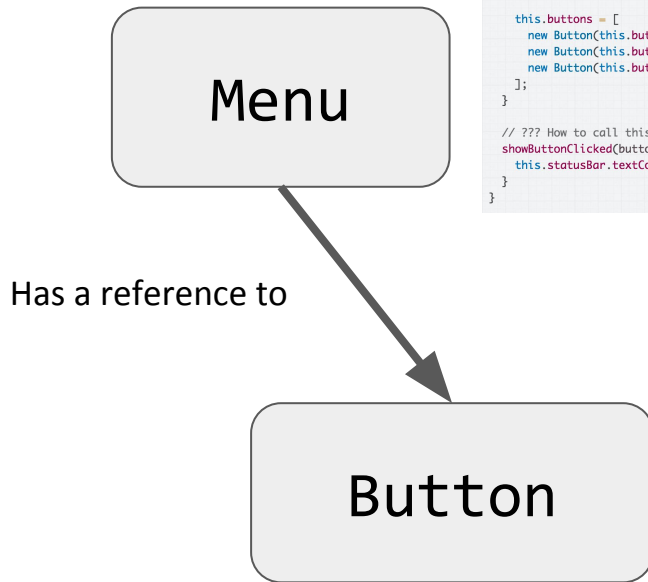 Menu
this.buttons = [
new Button(this.but
new Button(this.but
new Button(this.but
];
}
// ??? How to call this
showButtonClicked(butto
this.statusBar.textCo
}
}
Has a reference to
Button